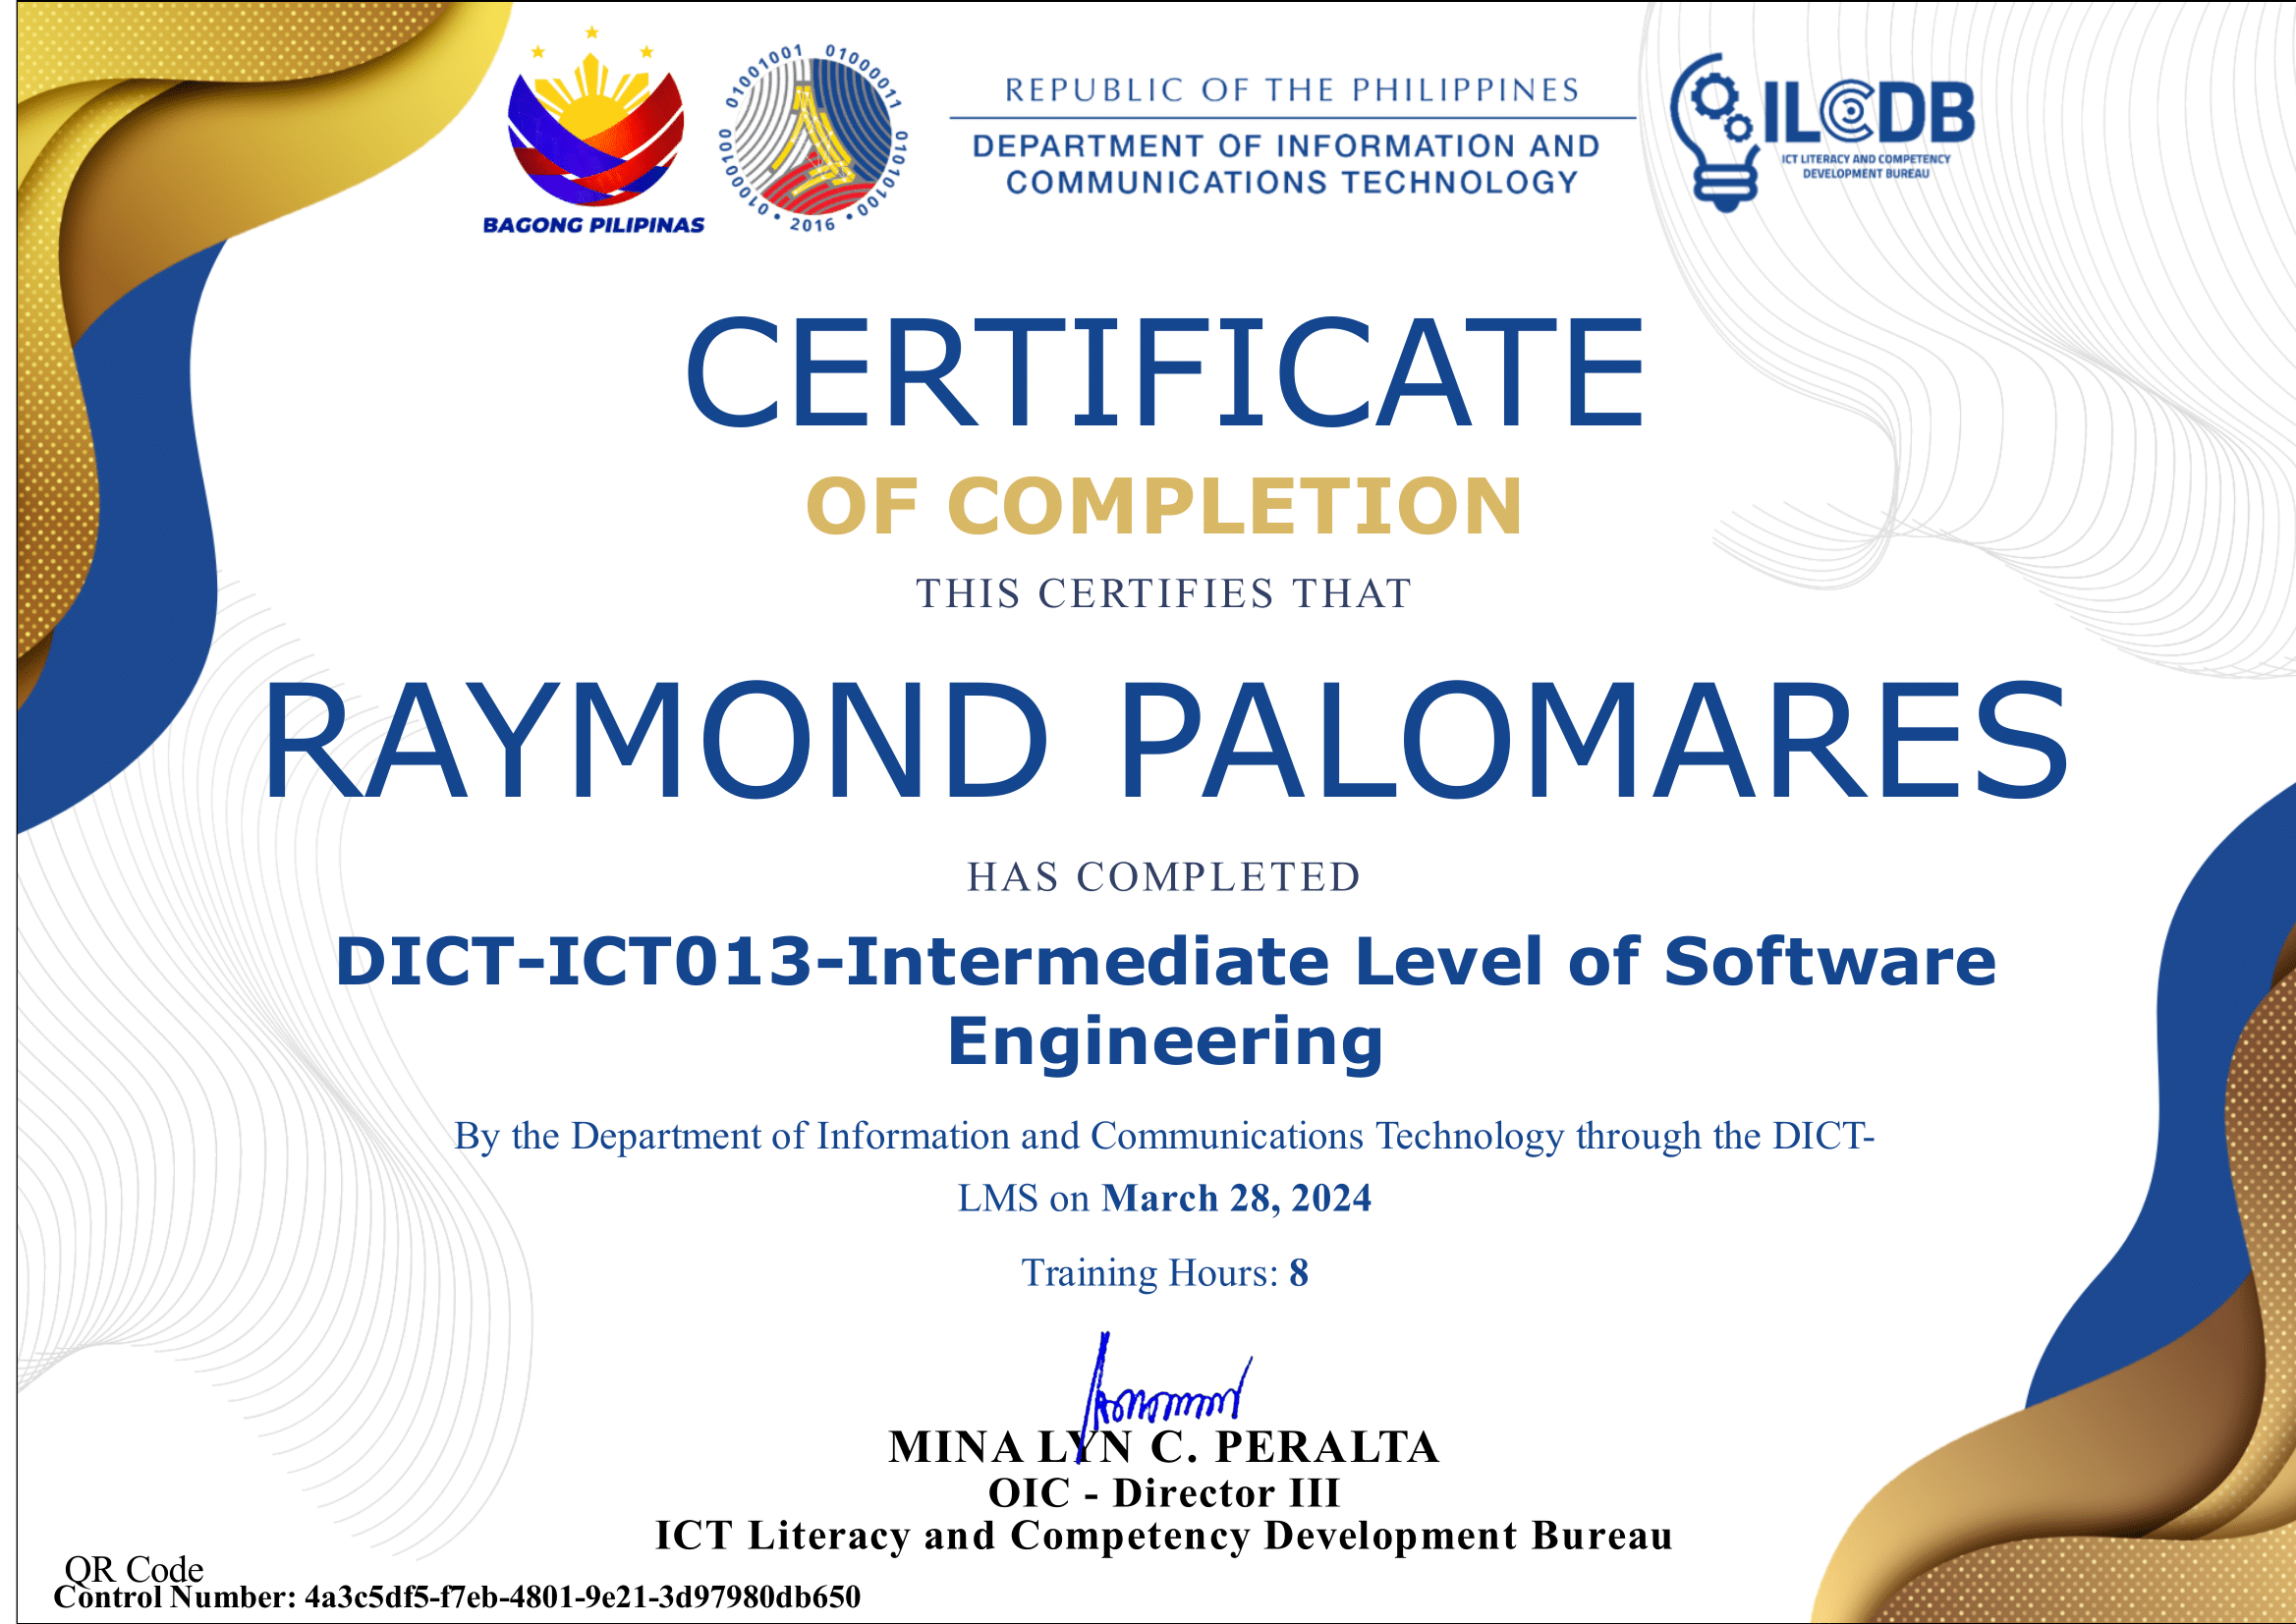 BAGONG PILIPINAS
01001001 01000011 01010100 01000100 • 2016 •
REPUBLIC OF THE PHILIPPINES
DEPARTMENT OF INFORMATION AND
COMMUNICATIONS TECHNOLOGY
ILCDB
ICT LITERACY AND COMPETENCY
DEVELOPMENT BUREAU
CERTIFICATE
OF COMPLETION
THIS CERTIFIES THAT
RAYMOND PALOMARES
HAS COMPLETED
DICT-ICT013-Intermediate Level of Software
Engineering
By the Department of Information and Communications Technology through the DICT-
LMS on March 28, 2024
Training Hours: 8
MINA LYN C. PERALTA
OIC - Director III
ICT Literacy and Competency Development Bureau
QR Code
Control Number: 4a3c5df5-f7eb-4801-9e21-3d97980db650